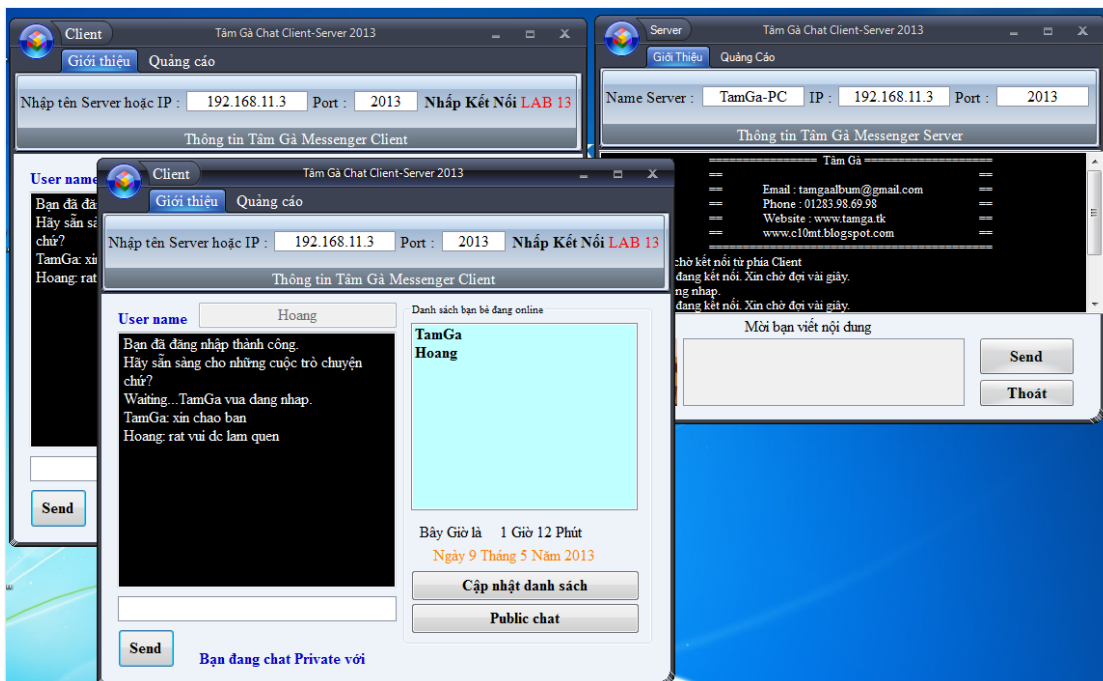 Client
Tâm Gà Chat Client-Server 2013
Giới thiệu Quảng cáo
Nhập tên Server hoặc IP : 192.168.11.3 Port : 2013 Nhấp Kết Nối LAB 13
Thông tin Tâm Gà Messenger Client
User name
Bạn đã đă
Hãy sẵn sà
chứ?
TamGa: xi
Hoang: rat
Send
Server
Tâm Gà Chat Client-Server 2013
Giới Thiệu Quảng Cáo
Name Server : TamGa-PC IP : 192.168.11.3 Port : 2013
Thông tin Tâm Gà Messenger Server
================ Tâm Gà ===================
== ==
== Email : tamgaalbum@gmail.com ==
== Phone : 01283.98.69.98 ==
== Website : www.tamga.tk ==
== www.c10mt.blogspot.com ==
==========================================
chờ kết nối từ phía Client
đang kết nối. Xin chờ đợi vài giây.
ng nhap.
đang kết nối. Xin chờ đợi vài giây.
Mời bạn viết nội dung
Send
Thoát
Client
Tâm Gà Chat Client-Server 2013
Giới thiệu Quảng cáo
Nhập tên Server hoặc IP : 192.168.11.3 Port : 2013 Nhấp Kết Nối LAB 13
Thông tin Tâm Gà Messenger Client
User name Hoang
Bạn đã đăng nhập thành công.
Hãy sẵn sàng cho những cuộc trò chuyện
chứ?
Waiting...TamGa vua dang nhap.
TamGa: xin chao ban
Hoang: rat vui dc lam quen
Send
Bạn đang chat Private với
Danh sách bạn bè đang online
TamGa
Hoang
Bây Giờ là 1 Giờ 12 Phút
Ngày 9 Tháng 5 Năm 2013
Cập nhật danh sách
Public chat